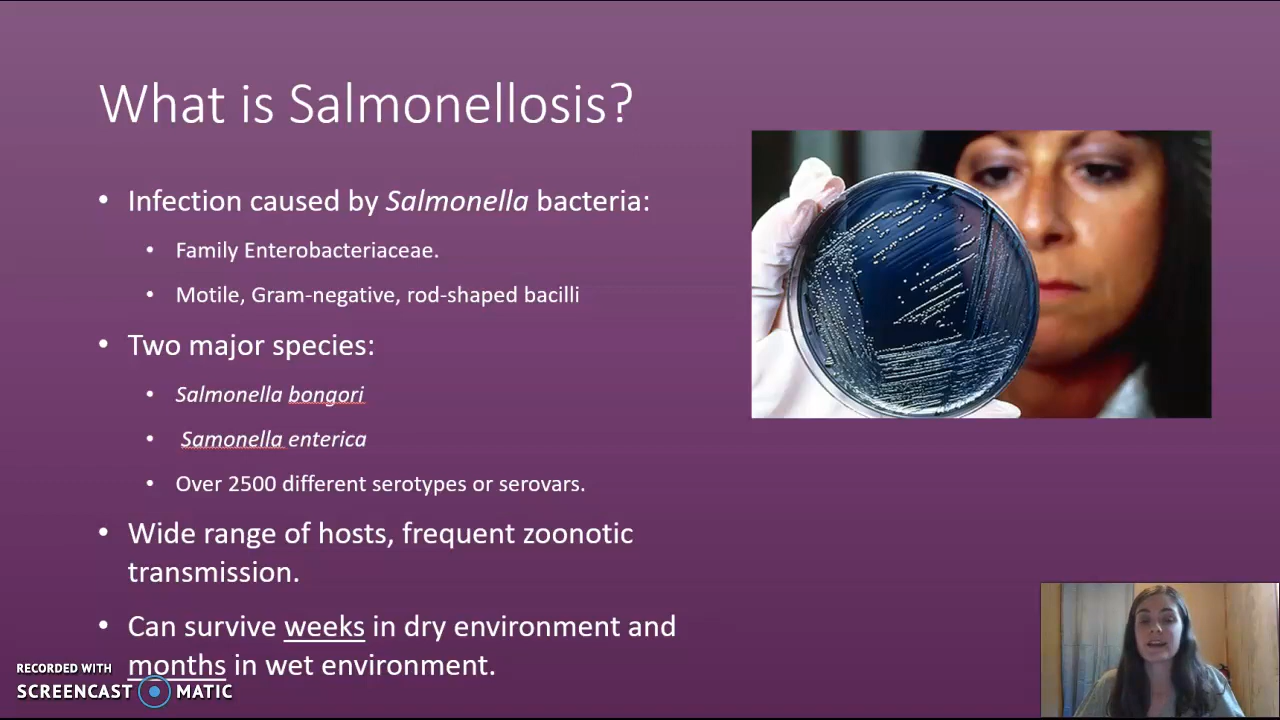 What is Salmonellosis?
• Infection caused by Salmonella bacteria:
• Family Enterobacteriaceae.
• Motile, Gram-negative, rod-shaped bacilli
• Two major species:
• Salmonella bongori
• Samonella enterica
• Over 2500 different serotypes or serovars.
• Wide range of hosts, frequent zoonotic
transmission.
• Can survive weeks in dry environment and
months in wet environment.
RECORDED WITH
SCREENCAST MATIC